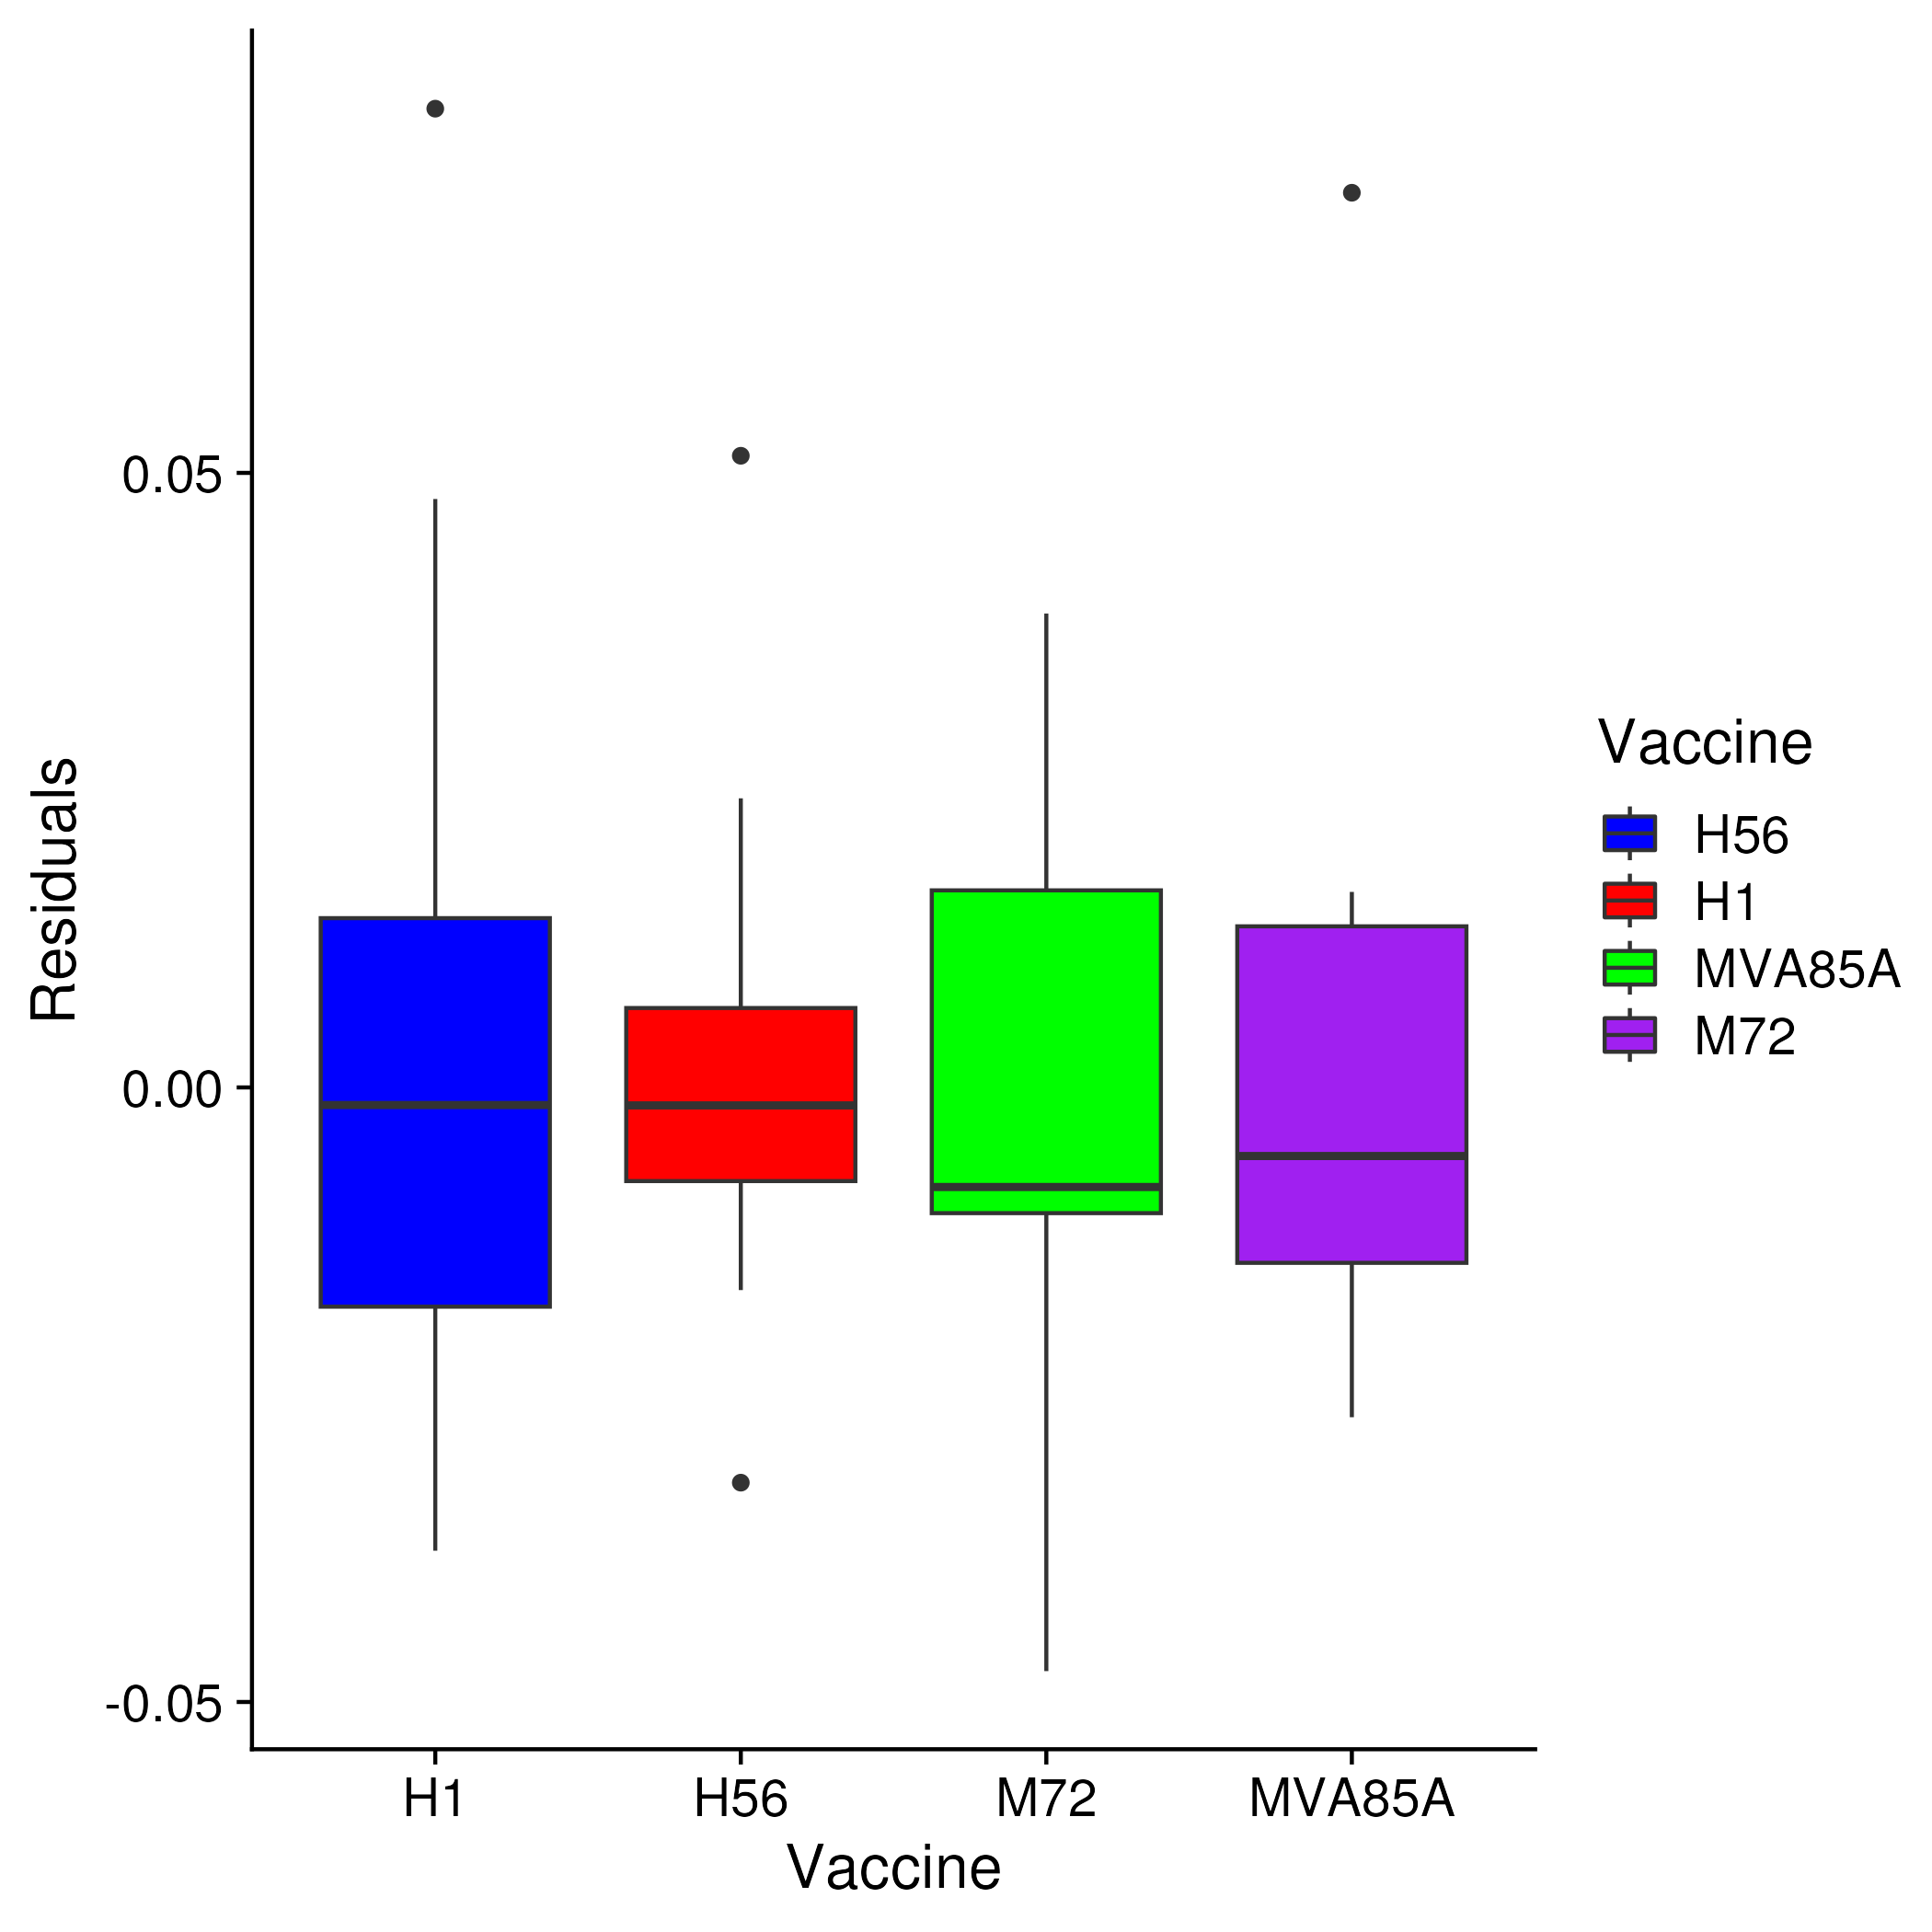 Residuals
0.05
0.00
-0.05
H1
H56
M72
MVA85A
Vaccine
Vaccine
H56
H1
MVA85A
M72